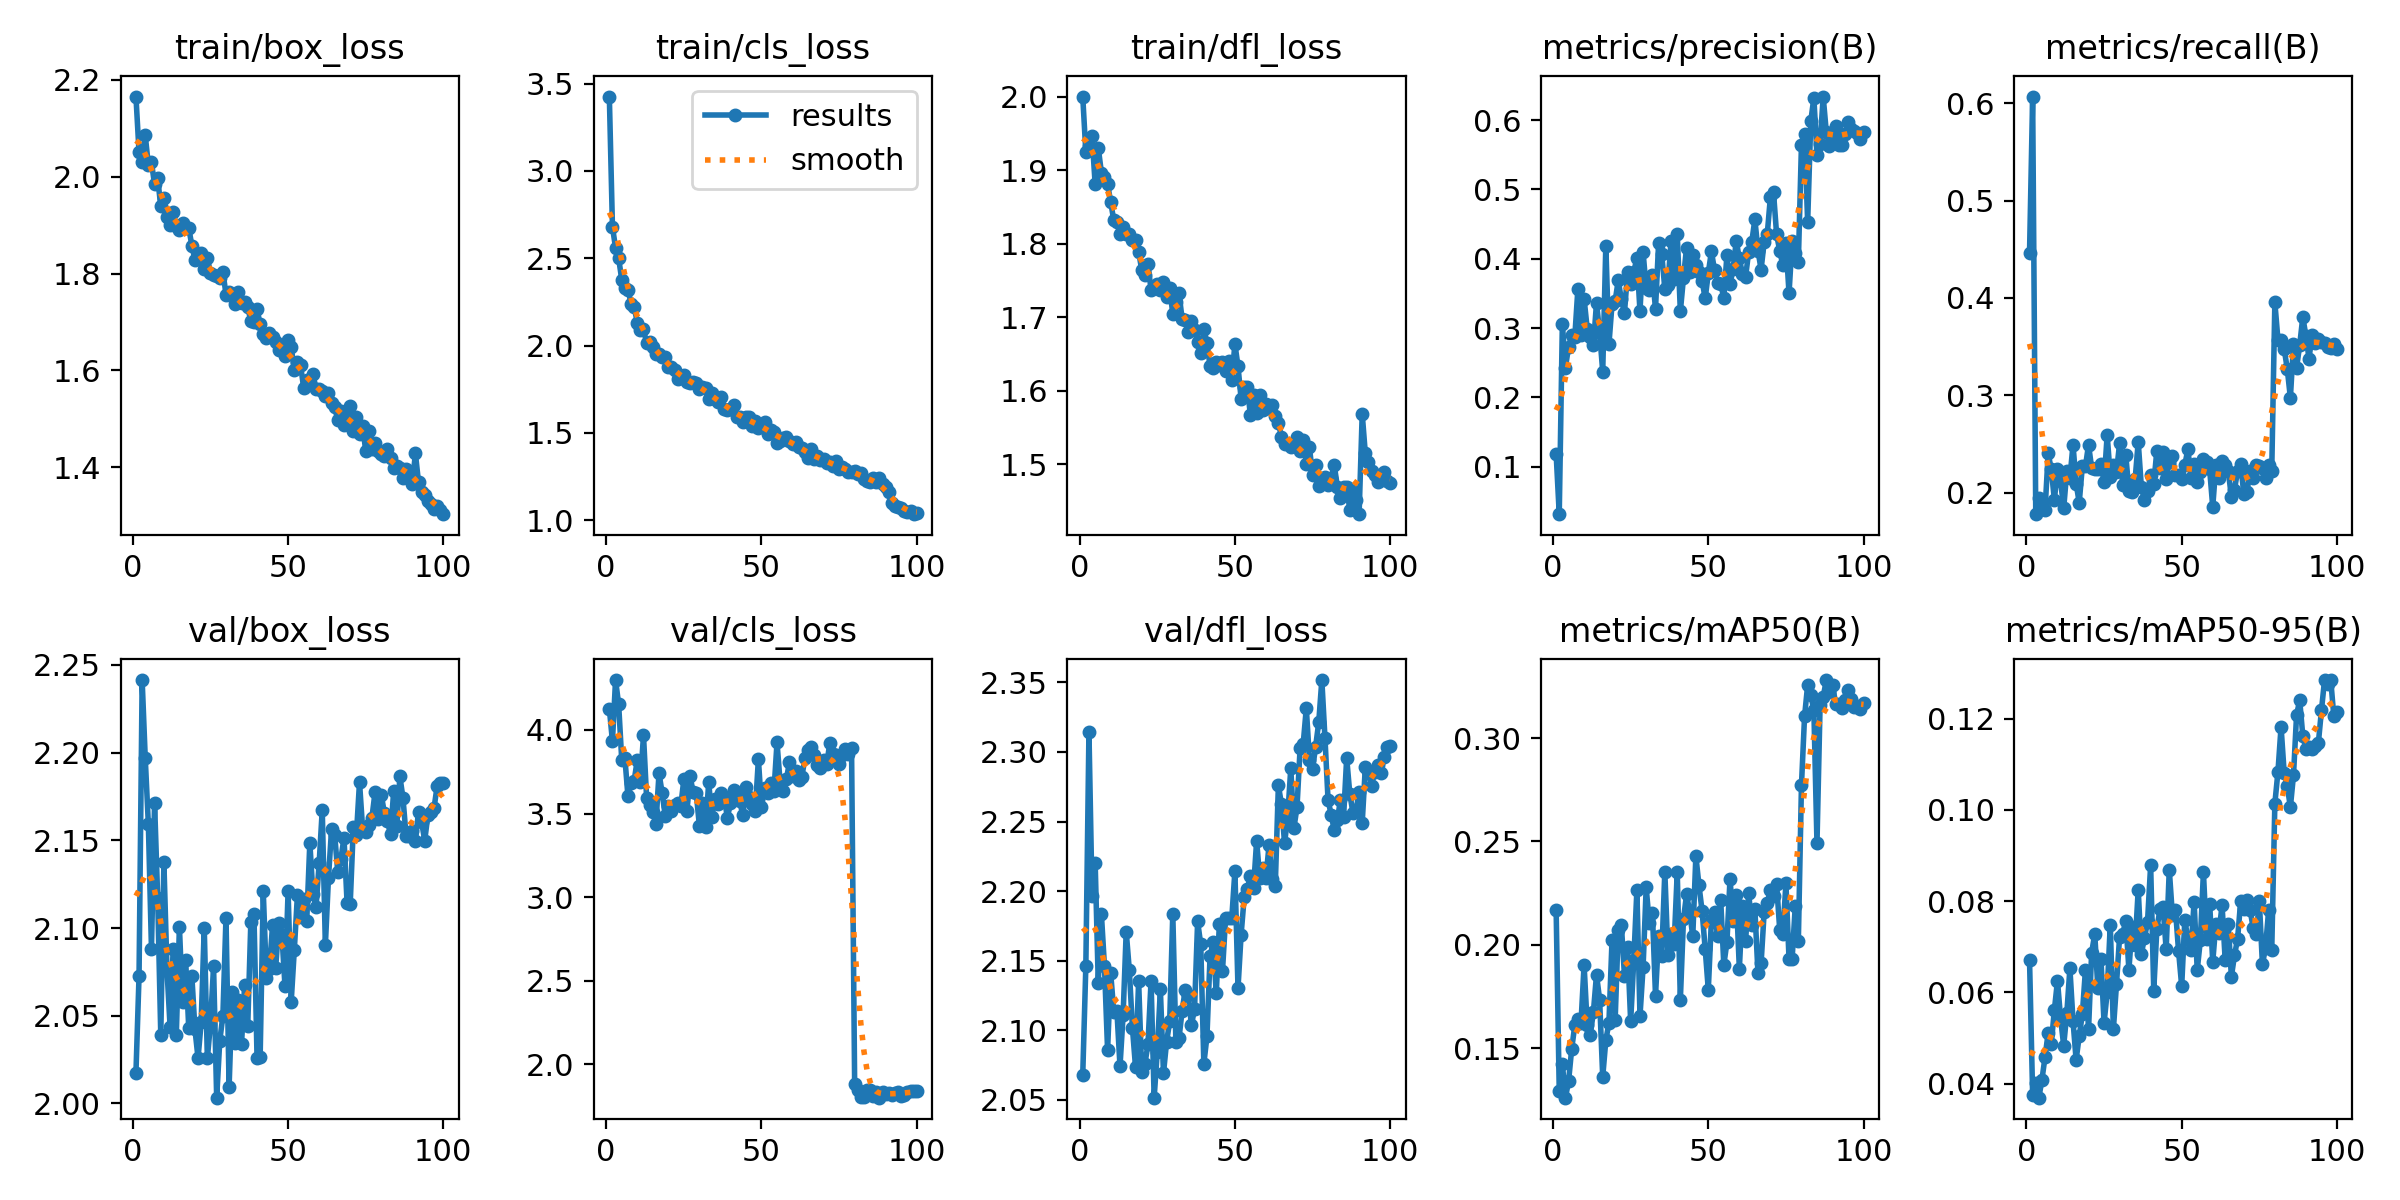 train/box_loss
2.2
2.0
1.8
1.6
1.4
0 50 100
train/cls_loss
results
smooth
3.5
3.0
2.5
2.0
1.5
1.0
0 50 100
train/dfl_loss
2.0
1.9
1.8
1.7
1.6
1.5
0 50 100
metrics/precision(B)
0.6
0.5
0.4
0.3
0.2
0.1
0 50 100
metrics/recall(B)
0.6
0.5
0.4
0.3
0.2
0 50 100
val/box_loss
2.25
2.20
2.15
2.10
2.05
2.00
0 50 100
val/cls_loss
4.0
3.5
3.0
2.5
2.0
0 50 100
val/dfl_loss
2.35
2.30
2.25
2.20
2.15
2.10
2.05
0 50 100
metrics/mAP50(B)
0.30
0.25
0.20
0.15
0 50 100
metrics/mAP50-95(B)
0.12
0.10
0.08
0.06
0.04
0 50 100